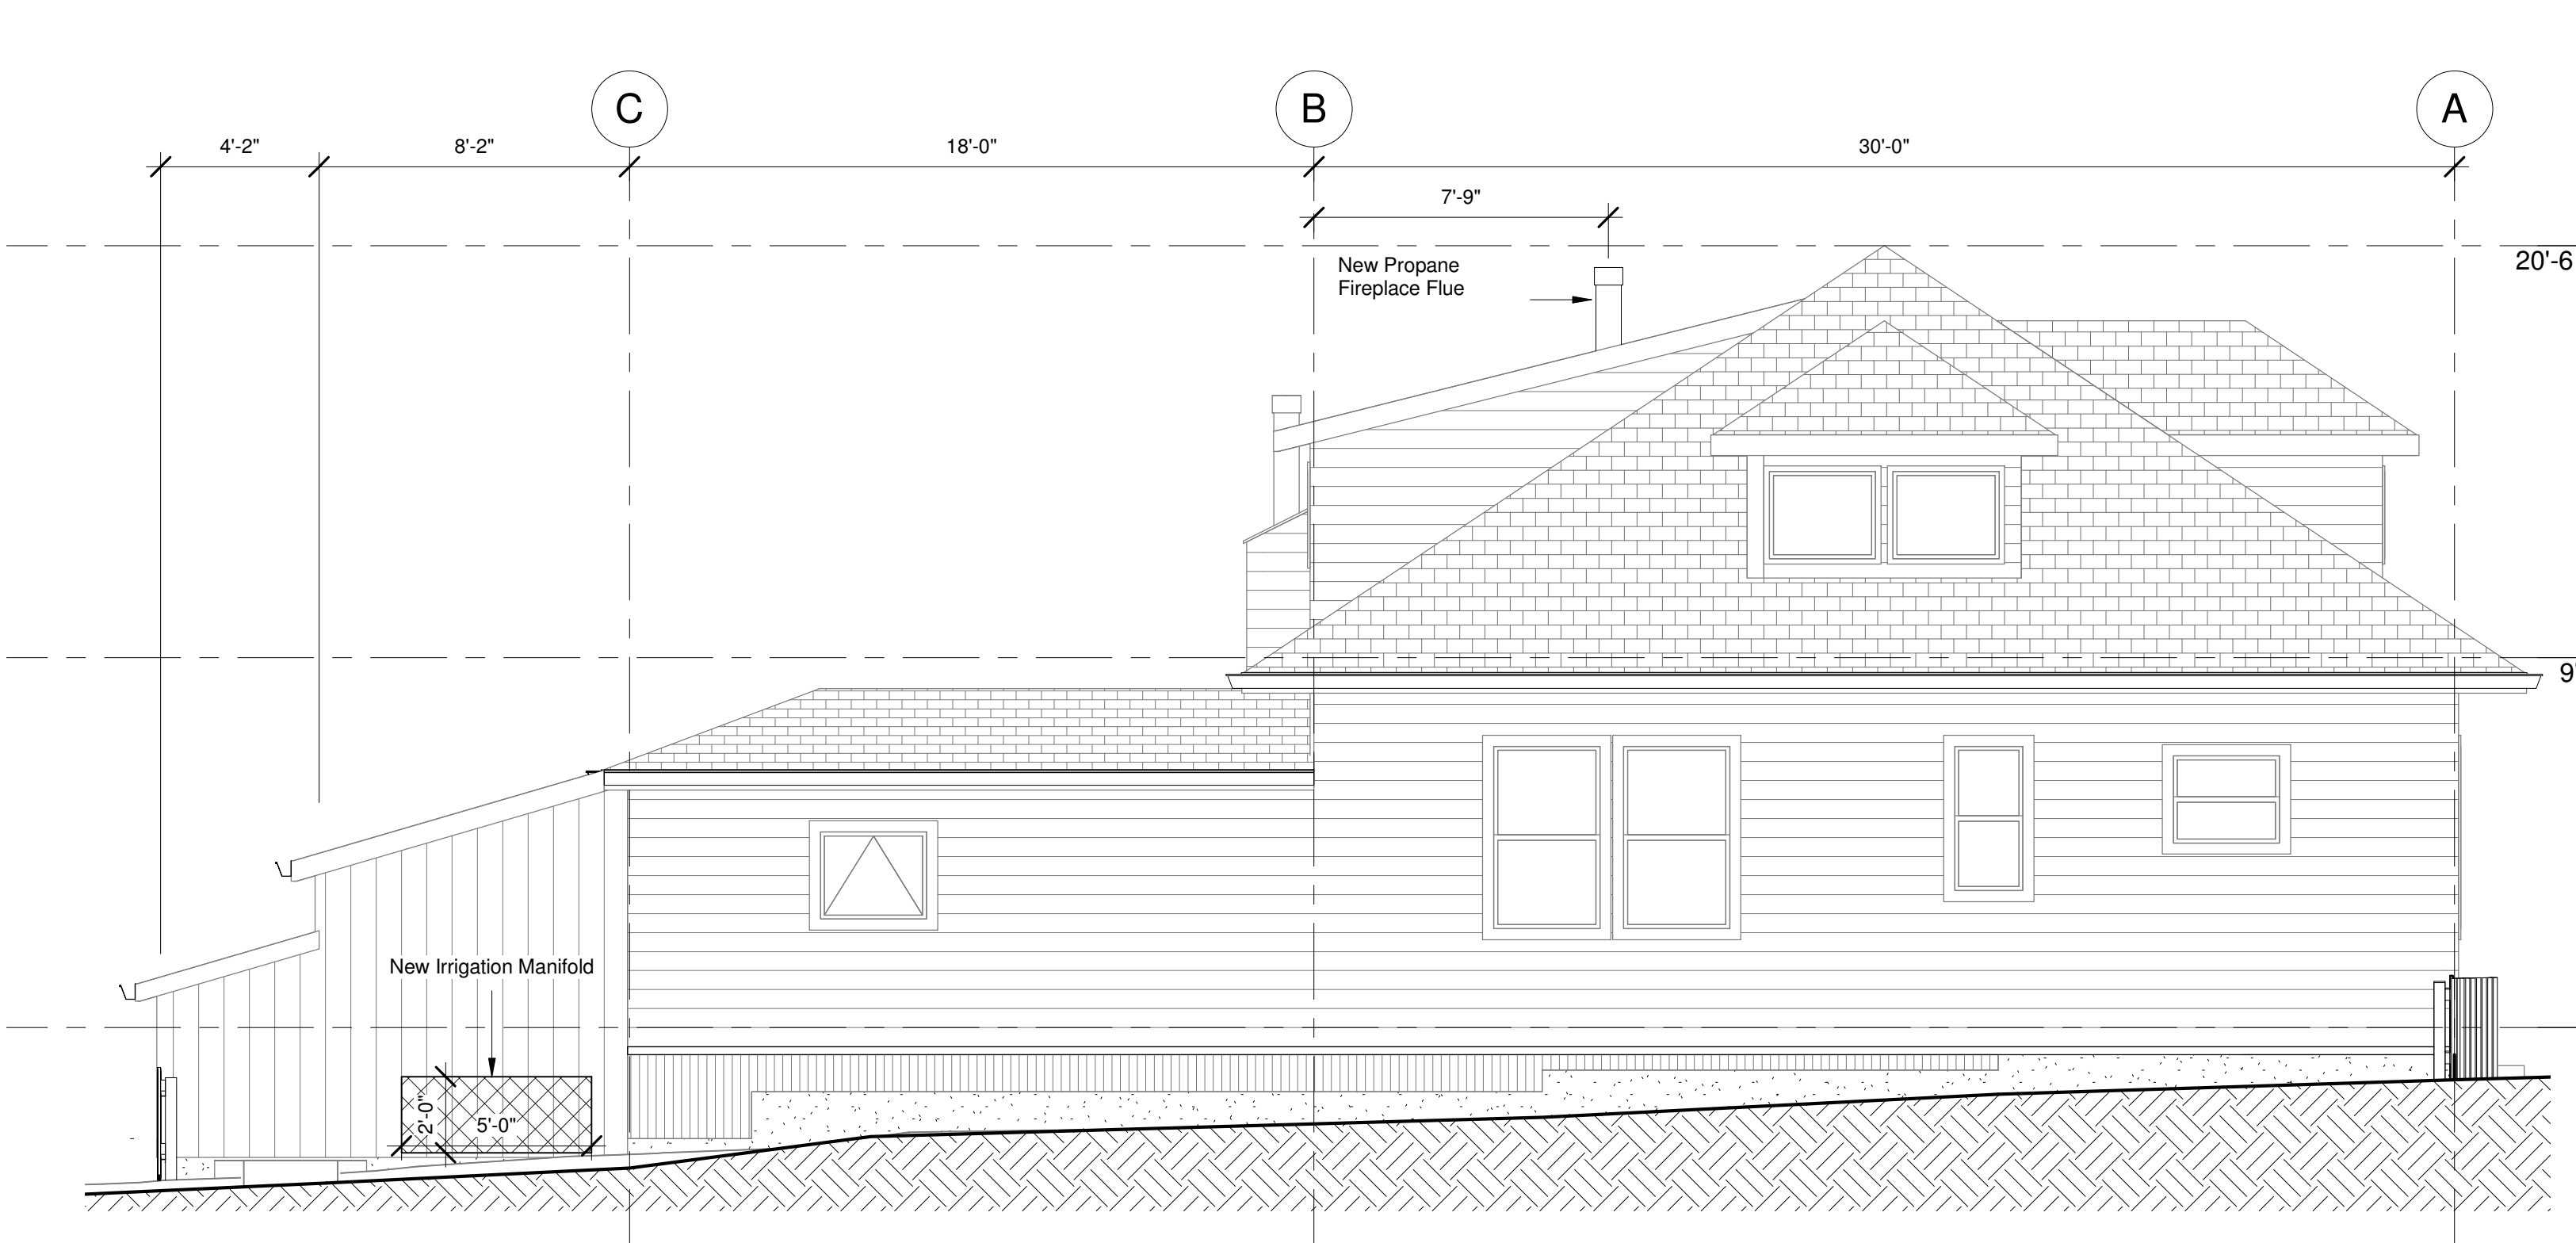 C
B
A
4'-2"
8'-2"
18'-0"
30'-0"
7'-9"
20'-6
New Propane
Fireplace Flue
9'
New Irrigation Manifold
2'-0"
5'-0"